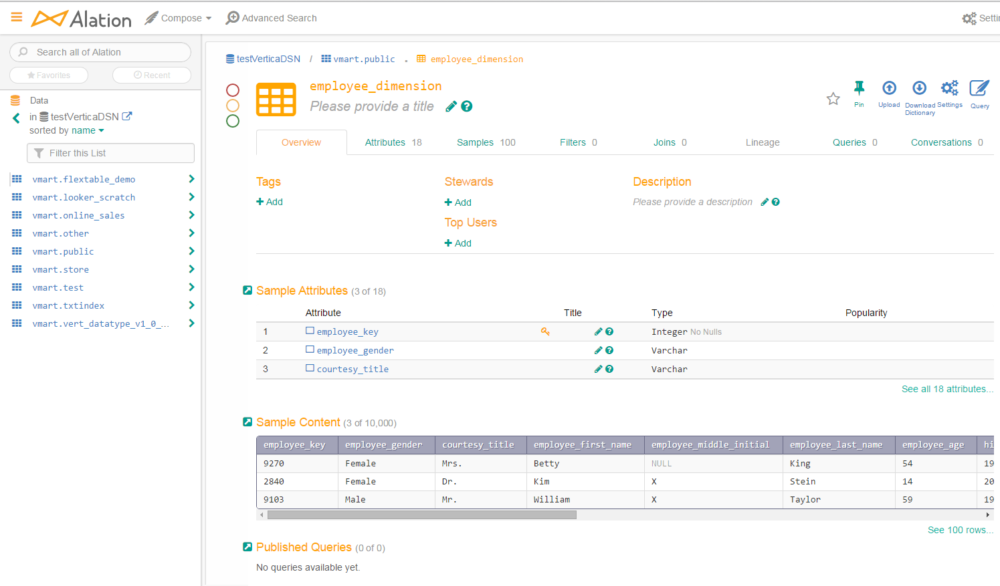 Alation Compose Advanced Search Settin
Search all of Alation
Favorites Recent
Data
in testVerticaDSN
sorted by name
Filter this List
vmart.flextable_demo
vmart.looker_scratch
vmart.online_sales
vmart.other
vmart.public
vmart.store
vmart.test
vmart.txtindex
vmart.vert_datatype_v1_0_...
testVerticaDSN / vmart.public . employee_dimension
employee_dimension
Please provide a title
Pin Upload Download Dictionary Settings Query
Overview Attributes 18 Samples 100 Filters 0 Joins 0 Lineage Queries 0 Conversations 0
Tags Stewards Description
Add Add Please provide a description
Top Users
Add
Sample Attributes (3 of 18)
Attribute Title Type Popularity
1 employee_key Integer No Nulls
2 employee_gender Varchar
3 courtesy_title Varchar
See all 18 attributes...
Sample Content (3 of 10,000)
employee_key employee_gender courtesy_title employee_first_name employee_middle_initial employee_last_name employee_age hi
9270 Female Mrs. Betty NULL King 54 19
2840 Female Dr. Kim X Stein 14 20
9103 Male Mr. William X Taylor 59 19
See 100 rows...
Published Queries (0 of 0)
No queries available yet.